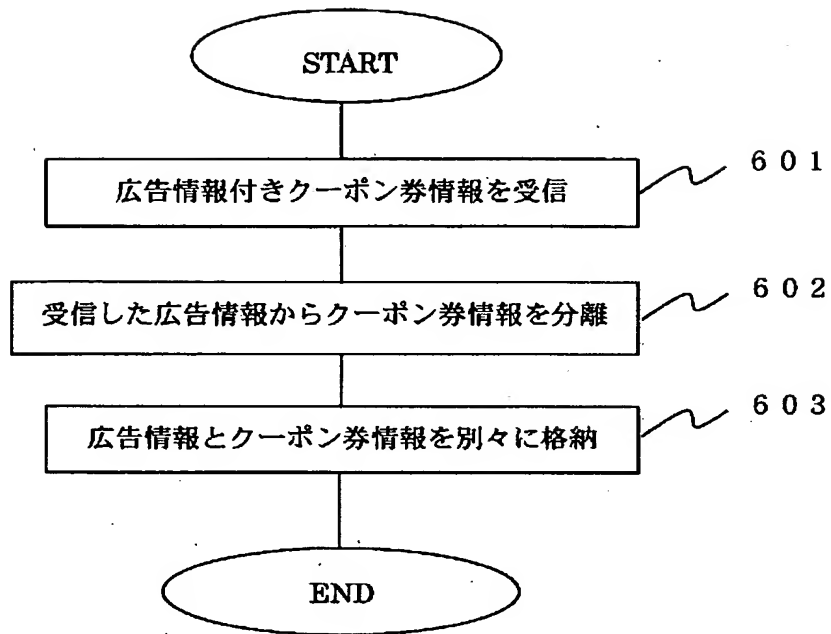 START
広告情報付きクーポン券情報を受信
６０１
受信した広告情報からクーポン券情報を分離
６０２
広告情報とクーポン券情報を別々に格納
６０３
END